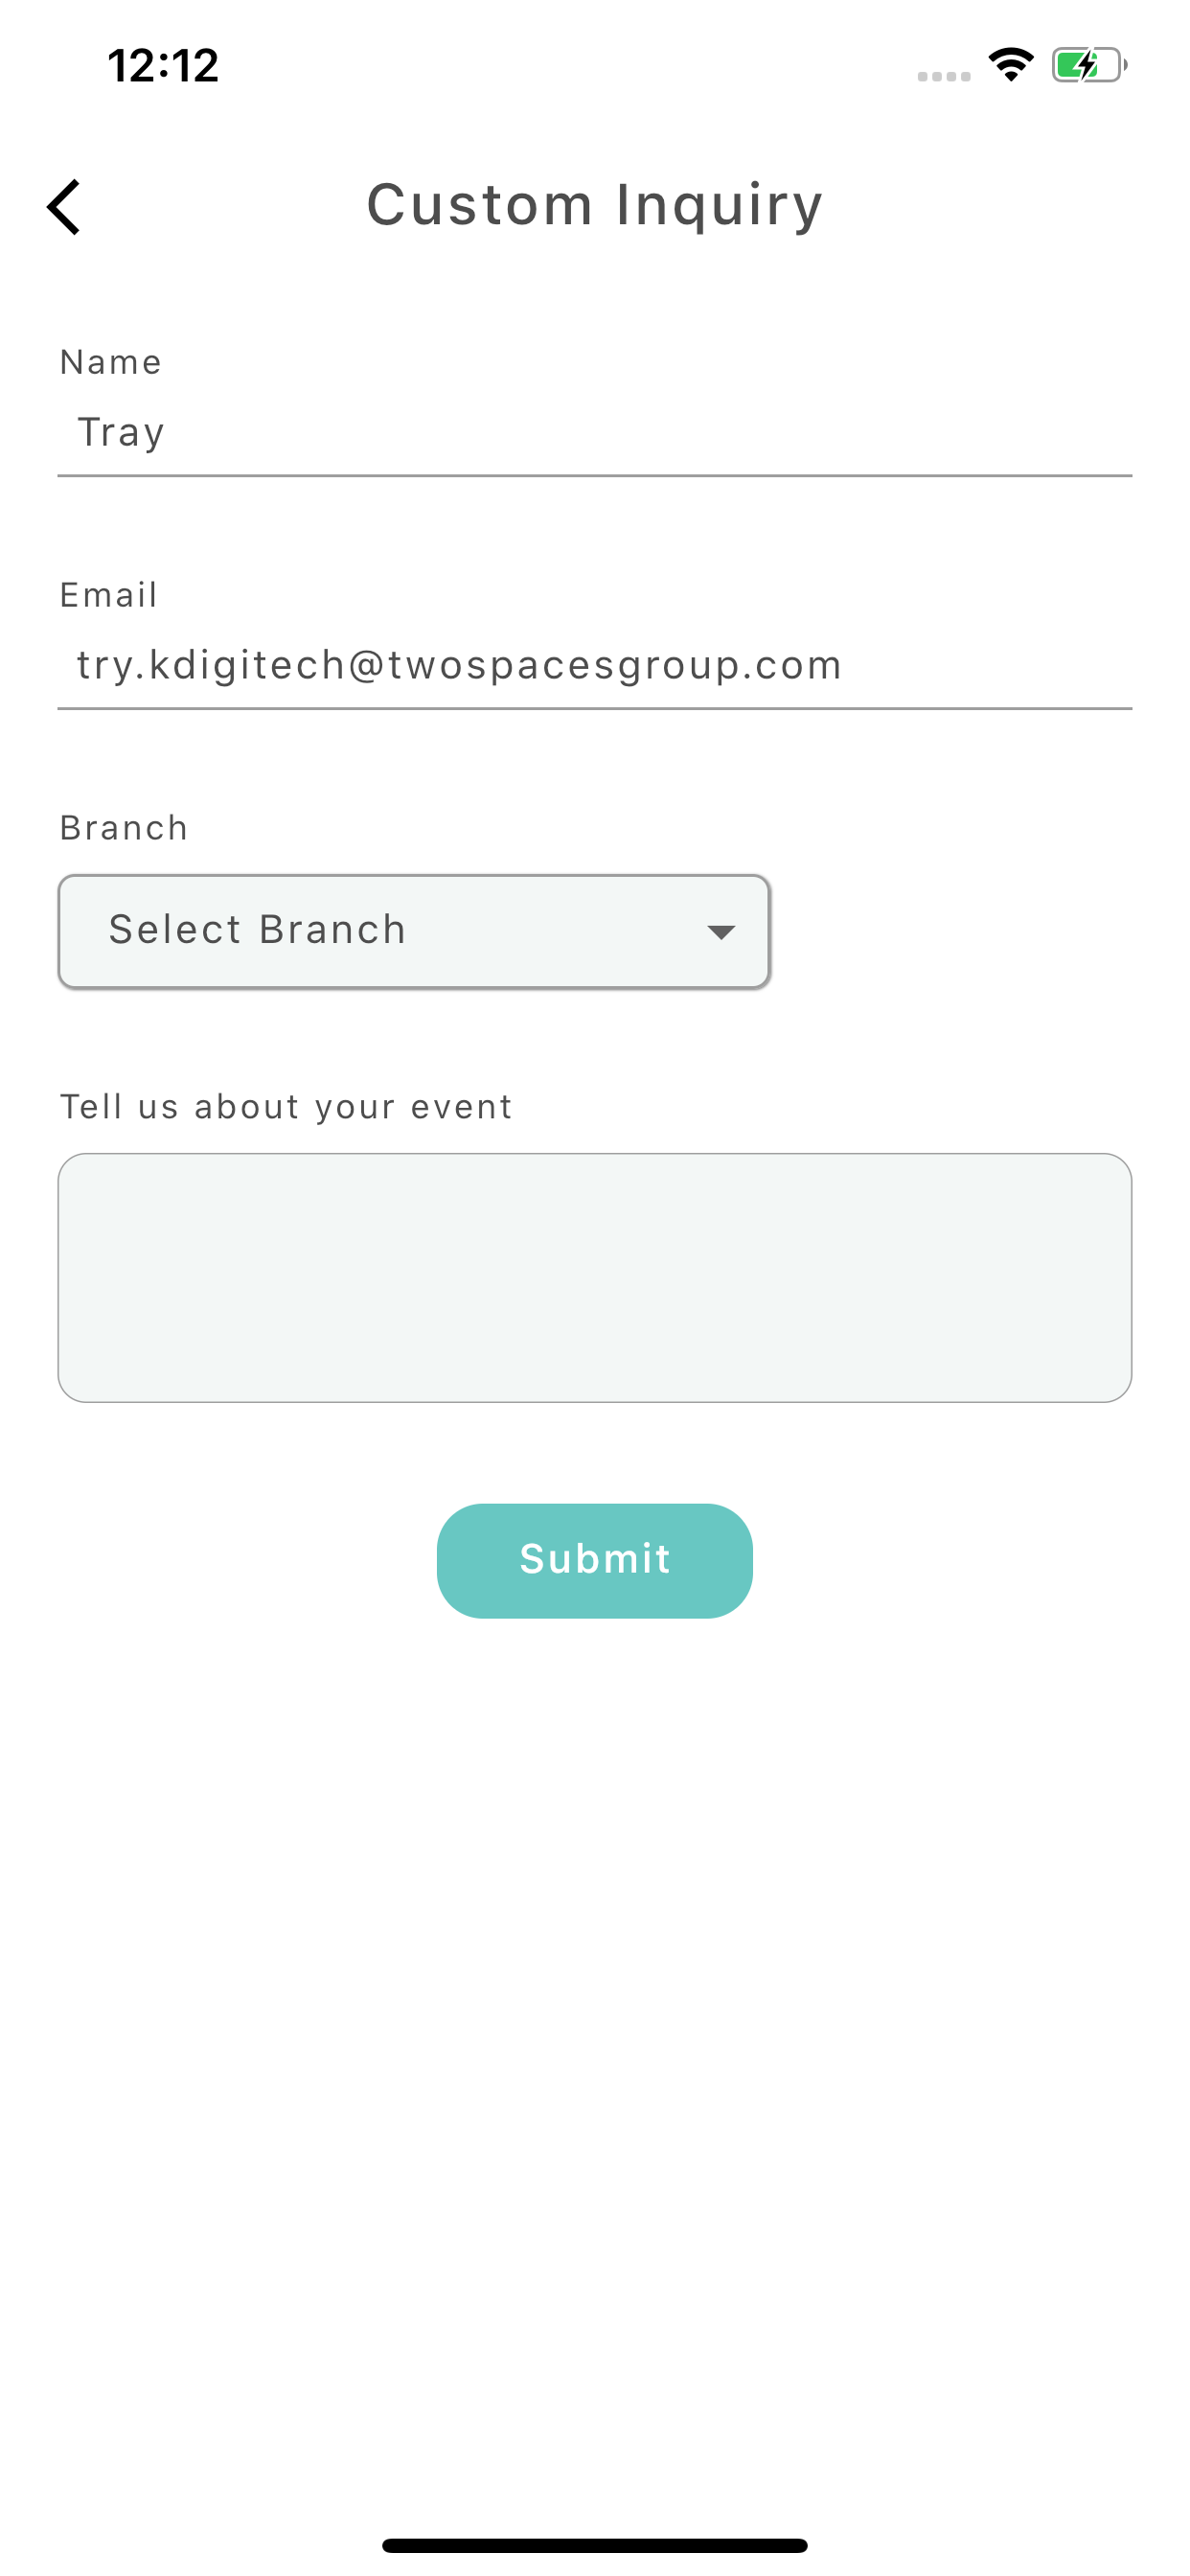 12:12
Custom Inquiry
Name
Tray
Email
try.kdigitech@twospacesgroup.com
Branch
Select Branch
Tell us about your event
Submit